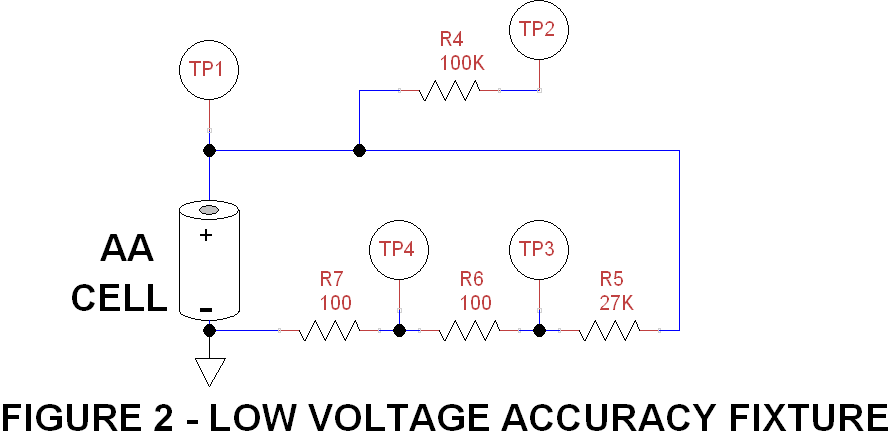 TP2
R4
100K
TP1
+
AA
CELL
-
TP4
TP3
R7
100
R6
100
R5
27K
FIGURE 2 - LOW VOLTAGE ACCURACY FIXTURE